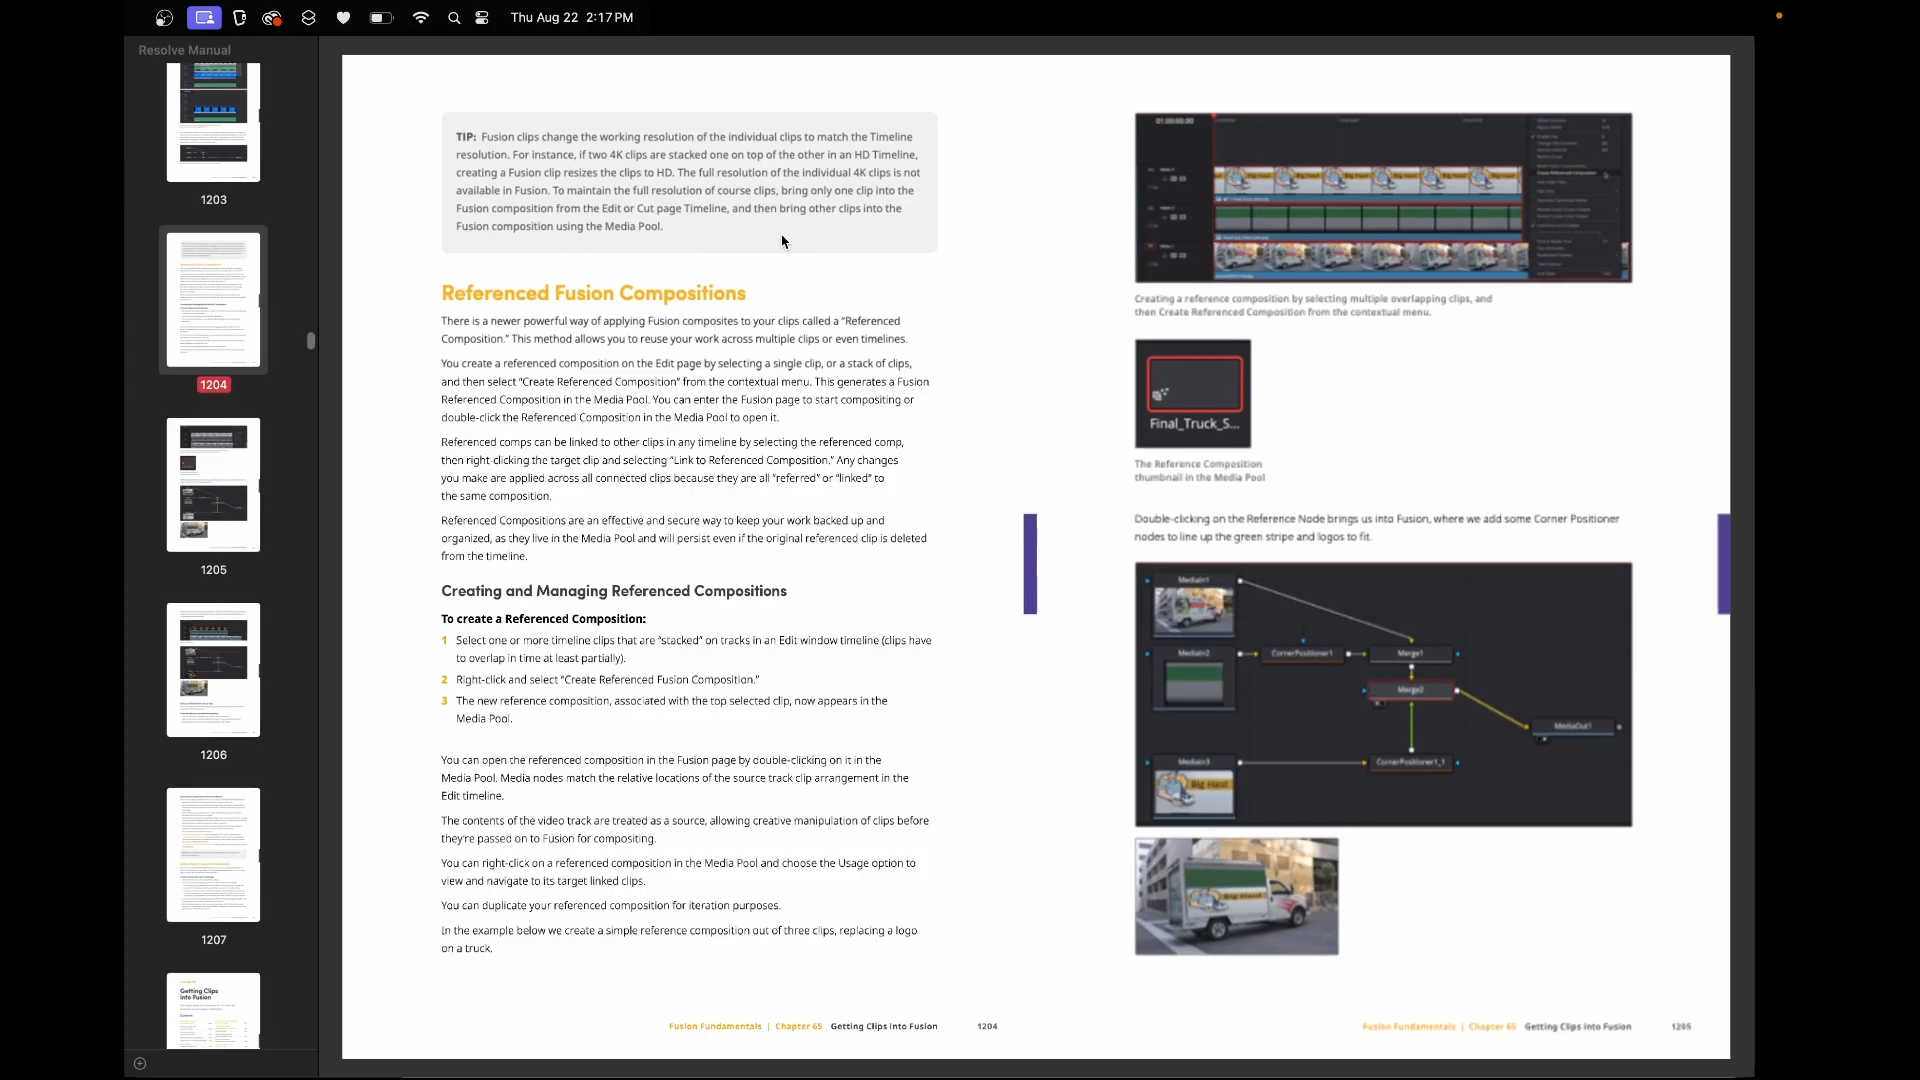 Thu Aug 22 2:17 PM
Resolve Manual
1203
1204
1205
1206
1207
Getting Clips
into Fusion
TIP: Fusion clips change the working resolution of the individual clips to match the Timeline
resolution. For instance, if two 4K clips are stacked one on top of the other in an HD Timeline,
creating a Fusion clip resizes the clips to HD. The full resolution of the individual 4K clips is not
available in Fusion. To maintain the full resolution of course clips, bring only one clip into the
Fusion composition from the Edit or Cut page Timeline, and then bring other clips into the
Fusion composition using the Media Pool.
Referenced Fusion Compositions
There is a newer powerful way of applying Fusion composites to your clips called a “Referenced
Composition.” This method allows you to reuse your work across multiple clips or even timelines.
You create a referenced composition on the Edit page by selecting a single clip, or a stack of clips,
and then select “Create Referenced Composition” from the contextual menu. This generates a Fusion
Referenced Composition in the Media Pool. You can enter the Fusion page to start compositing or
double-click the Referenced Composition in the Media Pool to open it.
Referenced comps can be linked to other clips in any timeline by selecting the referenced comp,
then right-clicking the target clip and selecting “Link to Referenced Composition.” Any changes
you make are applied across all connected clips because they are all “referred” or “linked” to
the same composition.
Referenced Compositions are an effective and secure way to keep your work backed up and
organized, as they live in the Media Pool and will persist even if the original referenced clip is deleted
from the timeline.
Creating and Managing Referenced Compositions
To create a Referenced Composition:
1 Select one or more timeline clips that are “stacked” on tracks in an Edit window timeline (clips have
to overlap in time at least partially).
2 Right-click and select “Create Referenced Fusion Composition.”
3 The new reference composition, associated with the top selected clip, now appears in the
Media Pool.
You can open the referenced composition in the Fusion page by double-clicking on it in the
Media Pool. Media nodes match the relative locations of the source track clip arrangement in the
Edit timeline.
The contents of the video track are treated as a source, allowing creative manipulation of clips before
they’re passed on to Fusion for compositing.
You can right-click on a referenced composition in the Media Pool and choose the Usage option to
view and navigate to its target linked clips.
You can duplicate your referenced composition for iteration purposes.
In the example below we create a simple reference composition out of three clips, replacing a logo
on a truck.
Fusion Fundamentals | Chapter 65 Getting Clips into Fusion 1204
01:00:00:00
Creating a reference composition by selecting multiple overlapping clips, and
then Create Referenced Composition from the contextual menu.
Final_Truck_S...
The Reference Composition
thumbnail in the Media Pool
Double-clicking on the Reference Node brings us into Fusion, where we add some Corner Positioner
nodes to line up the green stripe and logos to fit.
MediaIn1
MediaIn2
CornerPositioner1
Merge1
Merge2
MediaOut1
MediaIn3
CornerPositioner1_1
Big Haul
Fusion Fundamentals | Chapter 65 Getting Clips into Fusion 1205